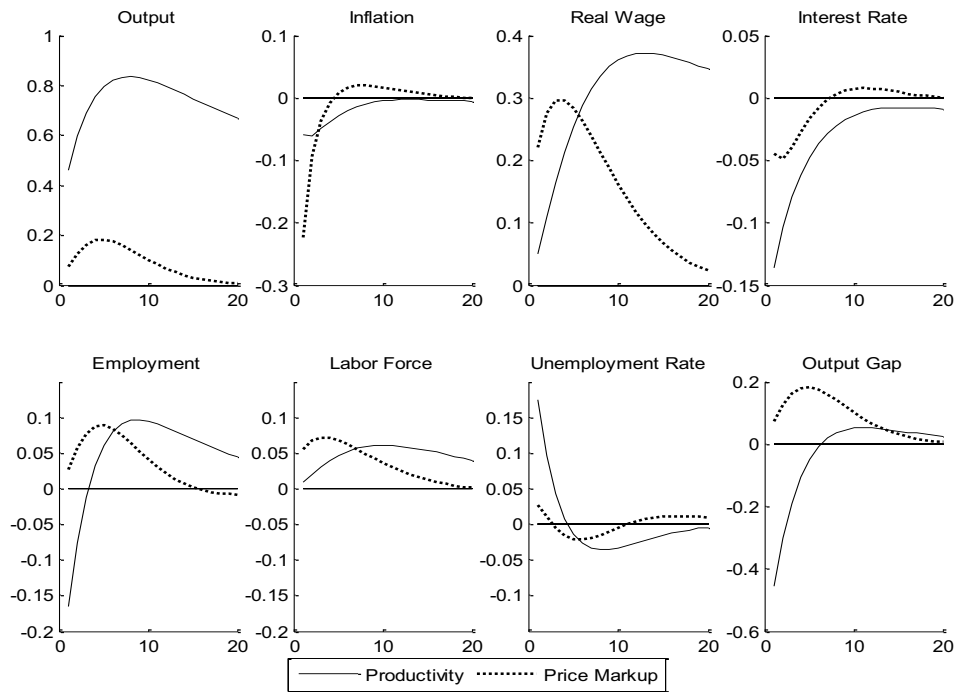 Output
1
0.8
0.6
0.4
0.2
0
0 10 20
Inflation
0.1
0
-0.1
-0.2
-0.3
0 10 20
Real Wage
0.4
0.3
0.2
0.1
0
0 10 20
Interest Rate
0.05
0
-0.05
-0.1
-0.15
0 10 20
Employment
0.1
0.05
0
-0.05
-0.1
-0.15
-0.2
0 10 20
Labor Force
0.1
0.05
0
-0.05
-0.1
-0.15
-0.2
0 10 20
Unemployment Rate
0.15
0.1
0.05
0
-0.05
-0.1
0 10 20
Output Gap
0.2
0
-0.2
-0.4
-0.6
0 10 20
Productivity Price Markup